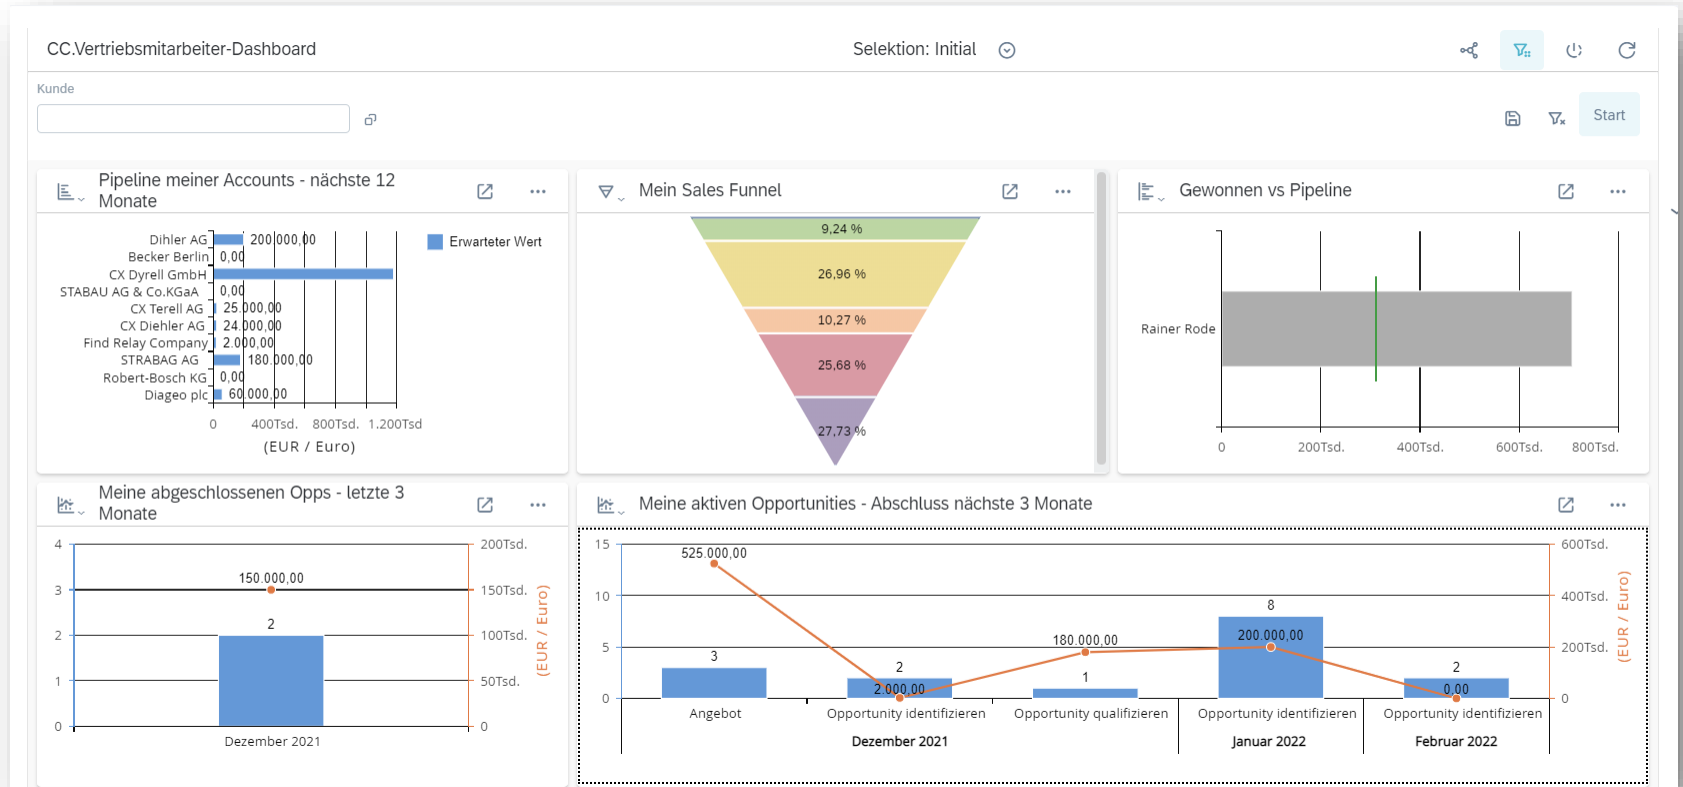 CC.Vertriebsmitarbeiter-Dashboard
Selektion: Initial
Kunde
Start
Pipeline meiner Accounts - nächste 12
Monate
Dihler AG
200.000,00
Becker Berlin
0,00
CX Dyrell GmbH
STABAU AG & Co.KGaA
0,00
CX Terell AG
25.000,00
CX Diehler AG
24.000,00
Find Relay Company
2.000,00
STRABAG AG
180.000,00
Robert-Bosch KG
0,00
Diageo plc
60.000,00
0 400Tsd. 800Tsd. 1.200Tsd
(EUR / Euro)
Erwarteter Wert
Mein Sales Funnel
9,24 %
26,96 %
10,27 %
25,68 %
27,73 %
Gewonnen vs Pipeline
Rainer Rode
0 200Tsd. 400Tsd. 600Tsd. 800Tsd.
Meine abgeschlossenen Opps - letzte 3
Monate
4
3
2
1
0
150.000,00
2
200Tsd.
150Tsd.
100Tsd.
50Tsd.
0
(EUR / Euro)
Dezember 2021
Meine aktiven Opportunities - Abschluss nächste 3 Monate
15
10
5
0
525.000,00
3
2
2.000,00
180.000,00
1
8
200.000,00
2
0,00
600Tsd.
400Tsd.
200Tsd.
0
(EUR / Euro)
Angebot Opportunity identifizieren Opportunity qualifizieren Opportunity identifizieren Opportunity identifizieren
Dezember 2021 Januar 2022 Februar 2022